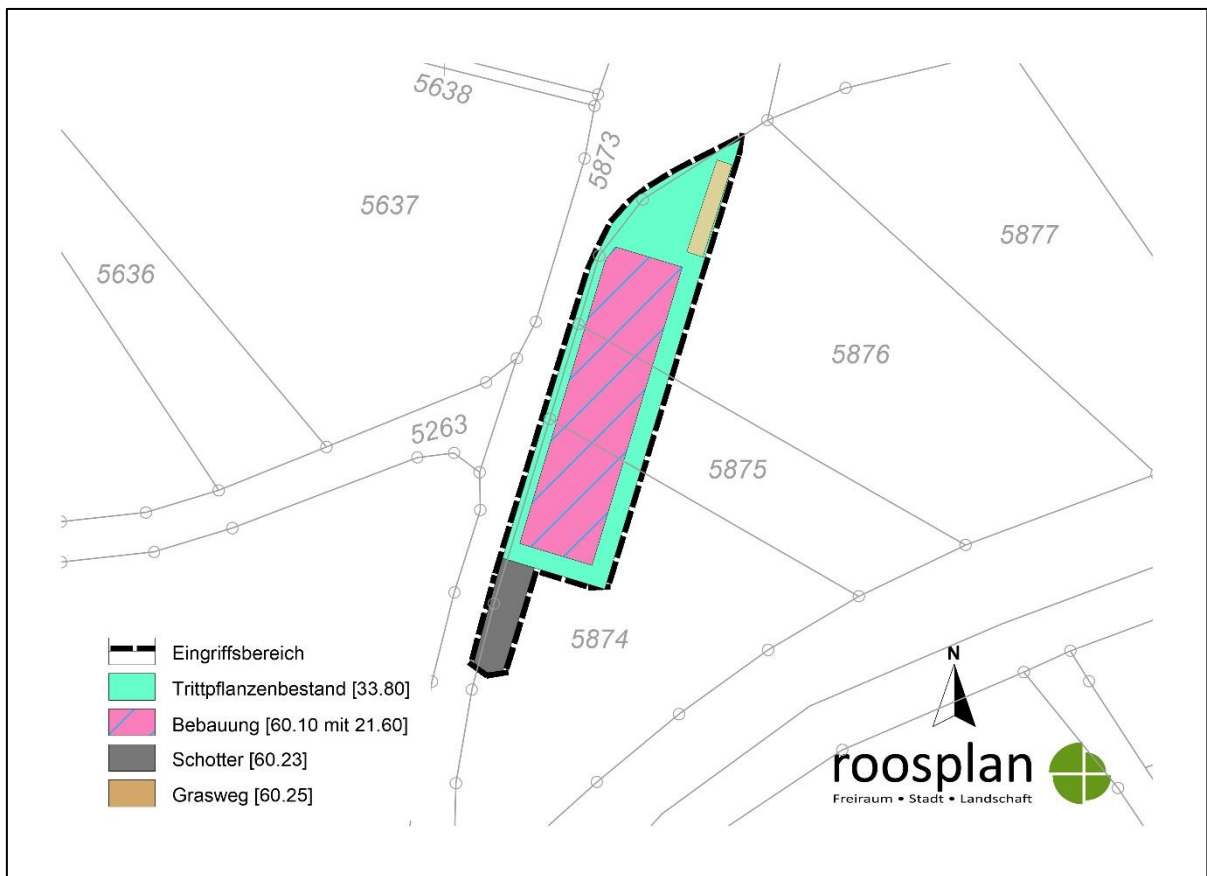 5638
5873
5637
5877
5636
5876
5263
5875
5874
Eingriffsbereich
Trittpflanzenbestand [33.80]
Bebauung [60.10 mit 21.60]
Schotter [60.23]
Grasweg [60.25]
N
roosplan
Freiraum • Stadt • Landschaft